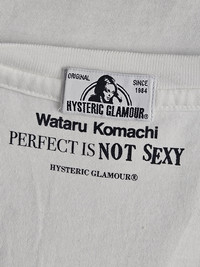 ORIGINAL SINCE 1984
HYSTERIC GLAMOUR®
Wataru Komachi
PERFECT IS NOT SEXY
HYSTERIC GLAMOUR®